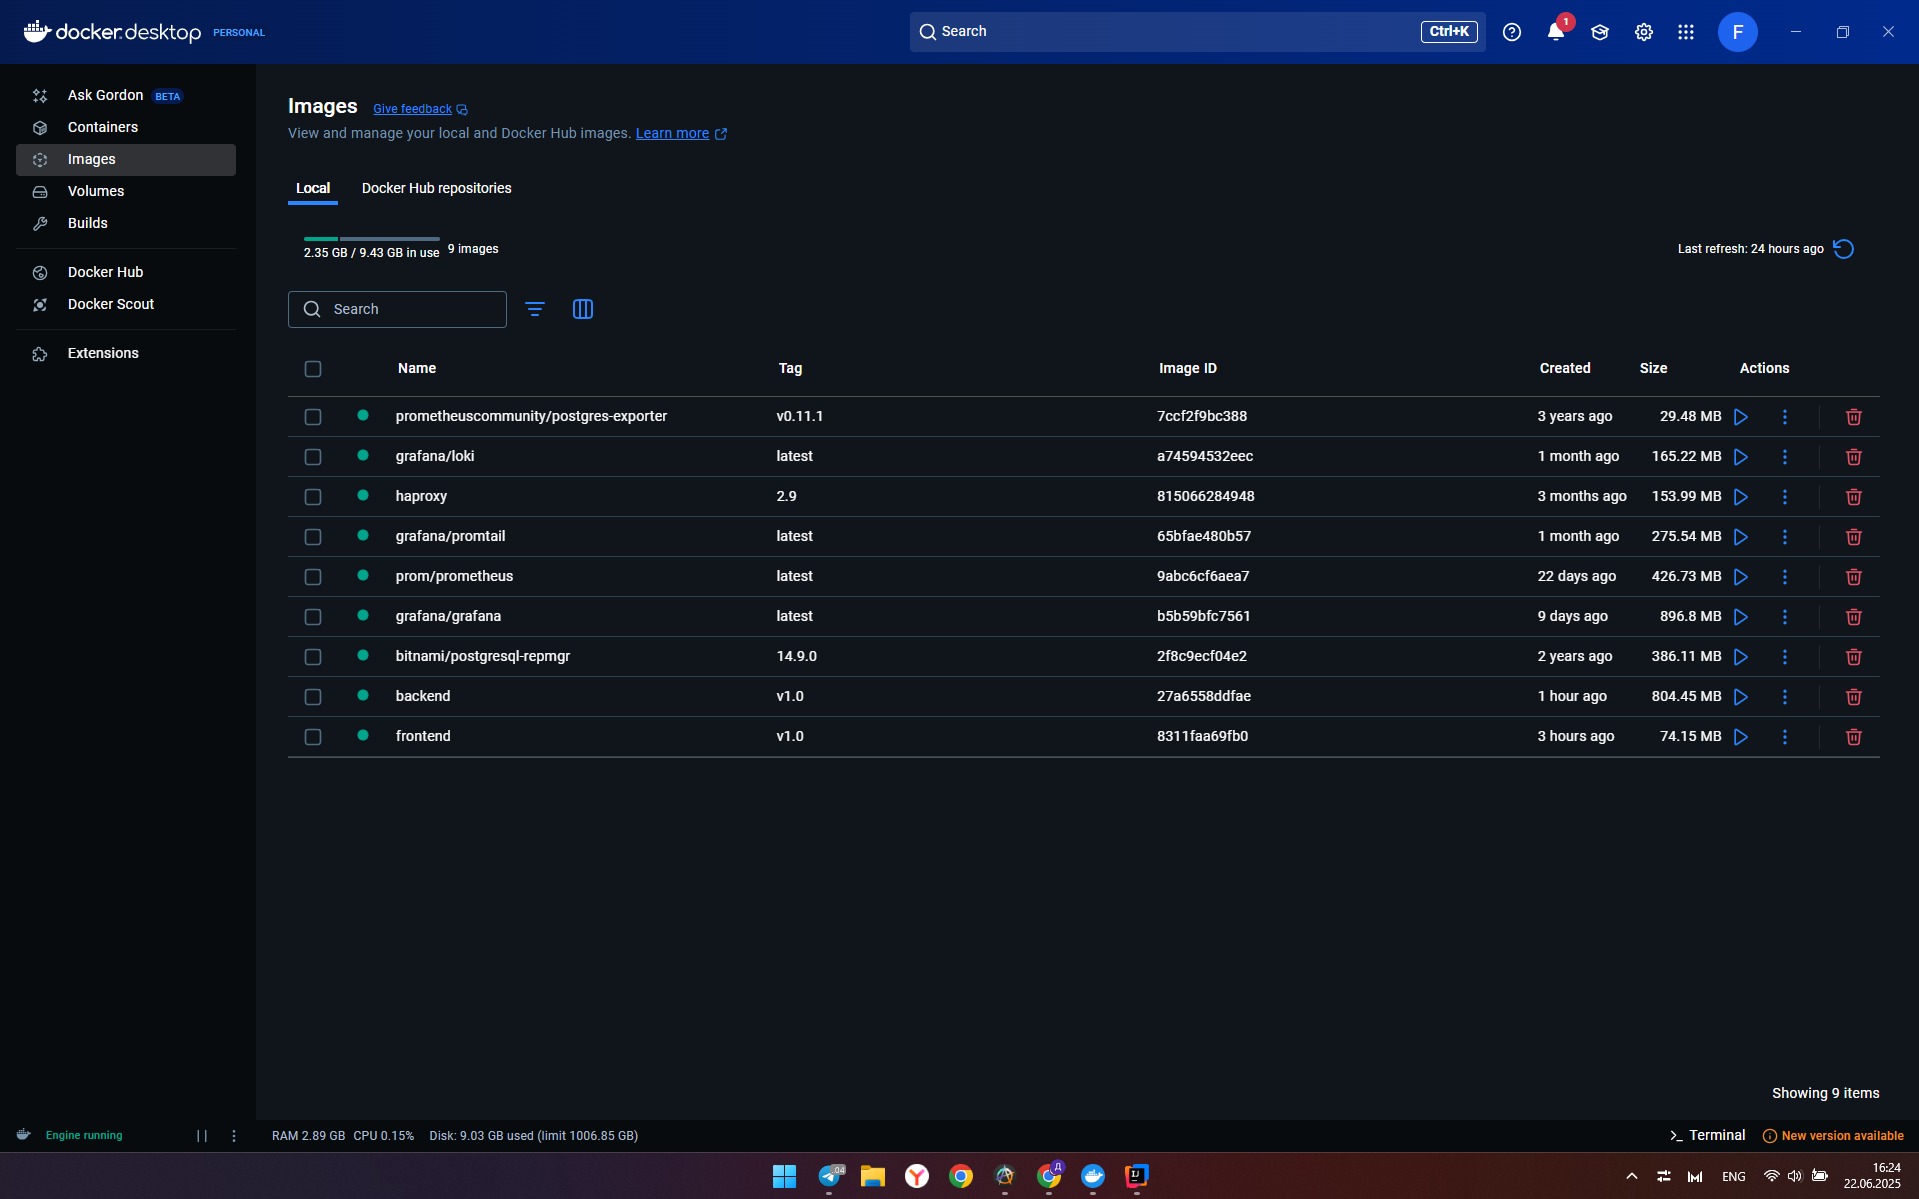 docker.desktop PERSONAL
Search Ctrl+K
1
F
Ask Gordon BETA
Containers
Images
Volumes
Builds
Docker Hub
Docker Scout
Extensions
Images Give feedback
View and manage your local and Docker Hub images. Learn more
Local Docker Hub repositories
2.35 GB / 9.43 GB in use 9 images
Last refresh: 24 hours ago
Search
Name Tag Image ID Created Size Actions
prometheuscommunity/postgres-exporter v0.11.1 7ccf2f9bc388 3 years ago 29.48 MB
grafana/loki latest a74594532eec 1 month ago 165.22 MB
haproxy 2.9 815066284948 3 months ago 153.99 MB
grafana/promtail latest 65bfae480b57 1 month ago 275.54 MB
prom/prometheus latest 9abc6cf6aea7 22 days ago 426.73 MB
grafana/grafana latest b5b59bfc7561 9 days ago 896.8 MB
bitnami/postgresql-repmgr 14.9.0 2f8c9ecf04e2 2 years ago 386.11 MB
backend v1.0 27a6558ddfae 1 hour ago 804.45 MB
frontend v1.0 8311faa69fb0 3 hours ago 74.15 MB
Showing 9 items
Engine running
RAM 2.89 GB CPU 0.15% Disk: 9.03 GB used (limit 1006.85 GB)
>_ Terminal
New version available
ENG
16:24
22.06.2025